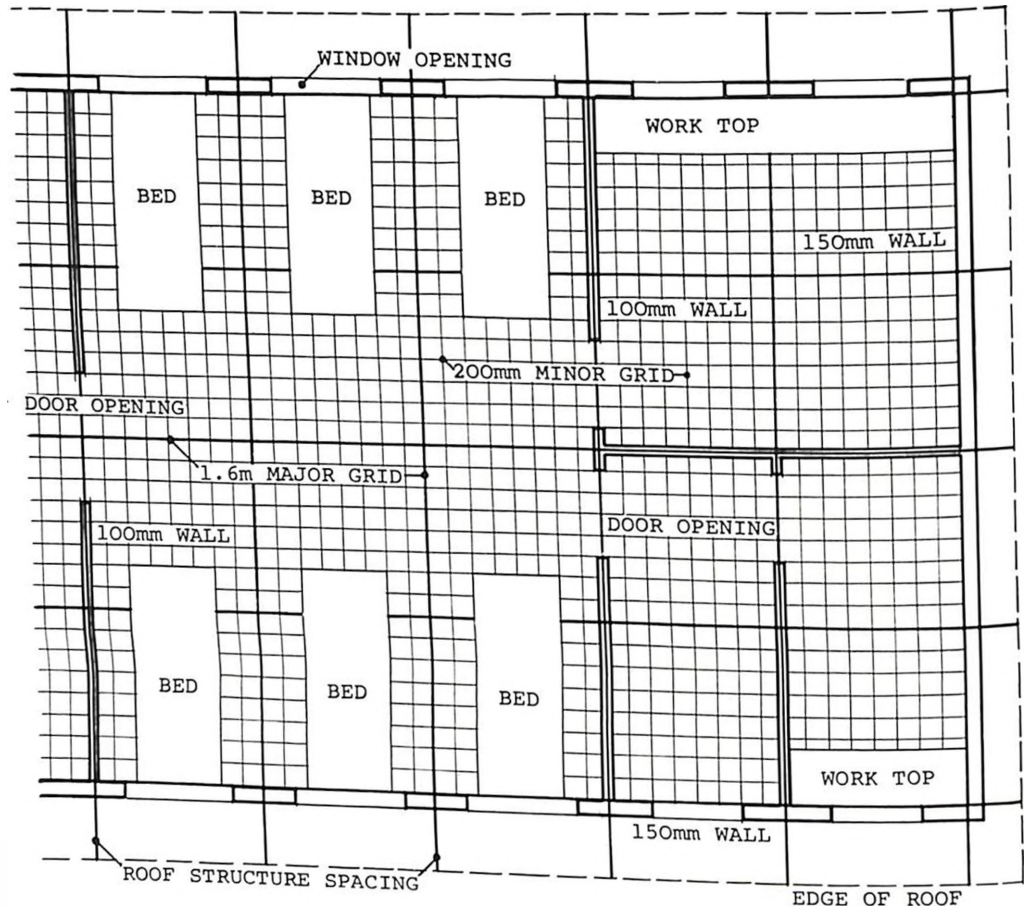 WINDOW OPENING
WORK TOP
BED
BED
BED
150mm WALL
100mm WALL
200mm MINOR GRID
DOOR OPENING
1.6m MAJOR GRID
DOOR OPENING
100mm WALL
BED
BED
BED
WORK TOP
150mm WALL
ROOF STRUCTURE SPACING
EDGE OF ROOF